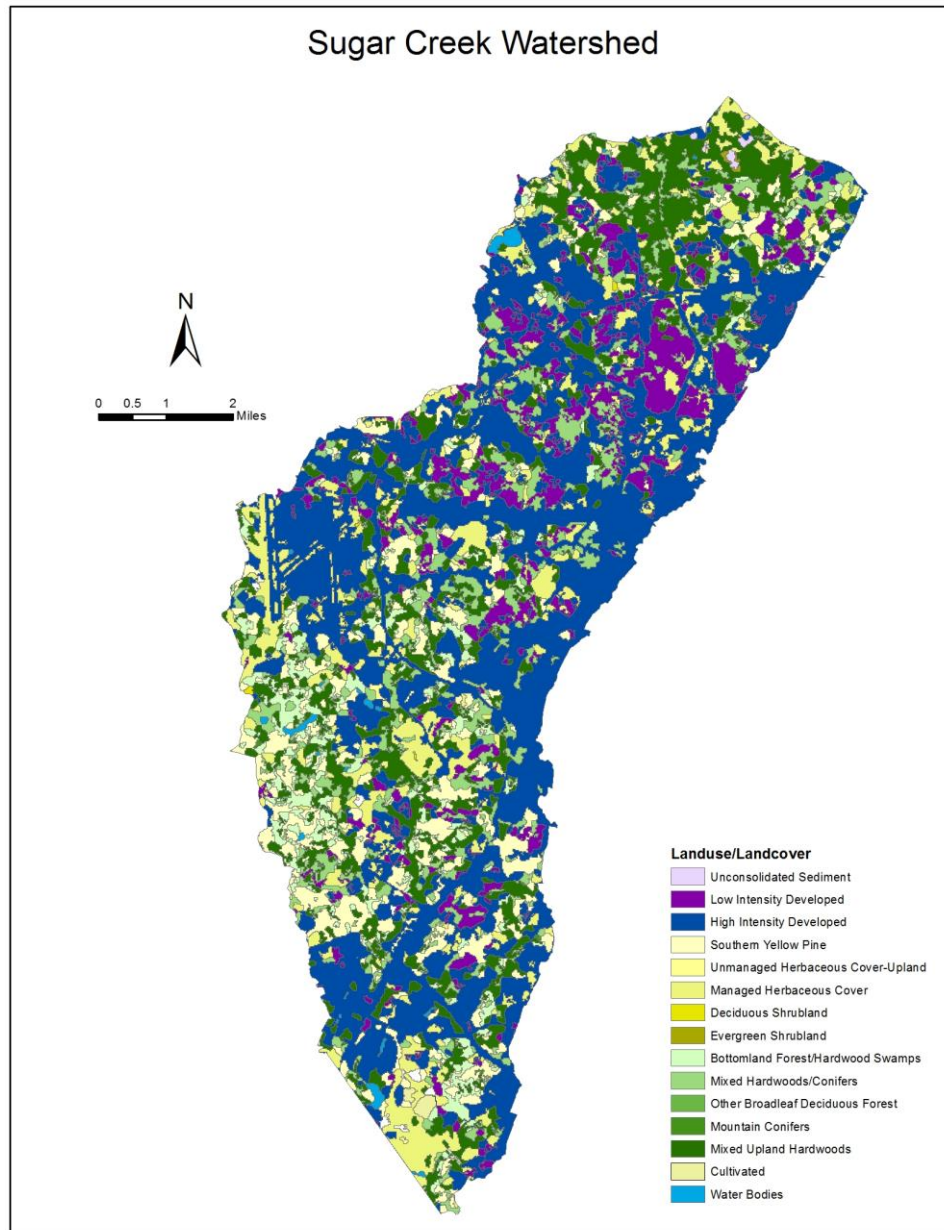 Sugar Creek Watershed
N
0 0.5 1 2
Miles
Landuse/Landcover
Unconsolidated Sediment
Low Intensity Developed
High Intensity Developed
Southern Yellow Pine
Unmanaged Herbaceous Cover-Upland
Managed Herbaceous Cover
Deciduous Shrubland
Evergreen Shrubland
Bottomland Forest/Hardwood Swamps
Mixed Hardwoods/Conifers
Other Broadleaf Deciduous Forest
Mountain Conifers
Mixed Upland Hardwoods
Cultivated
Water Bodies